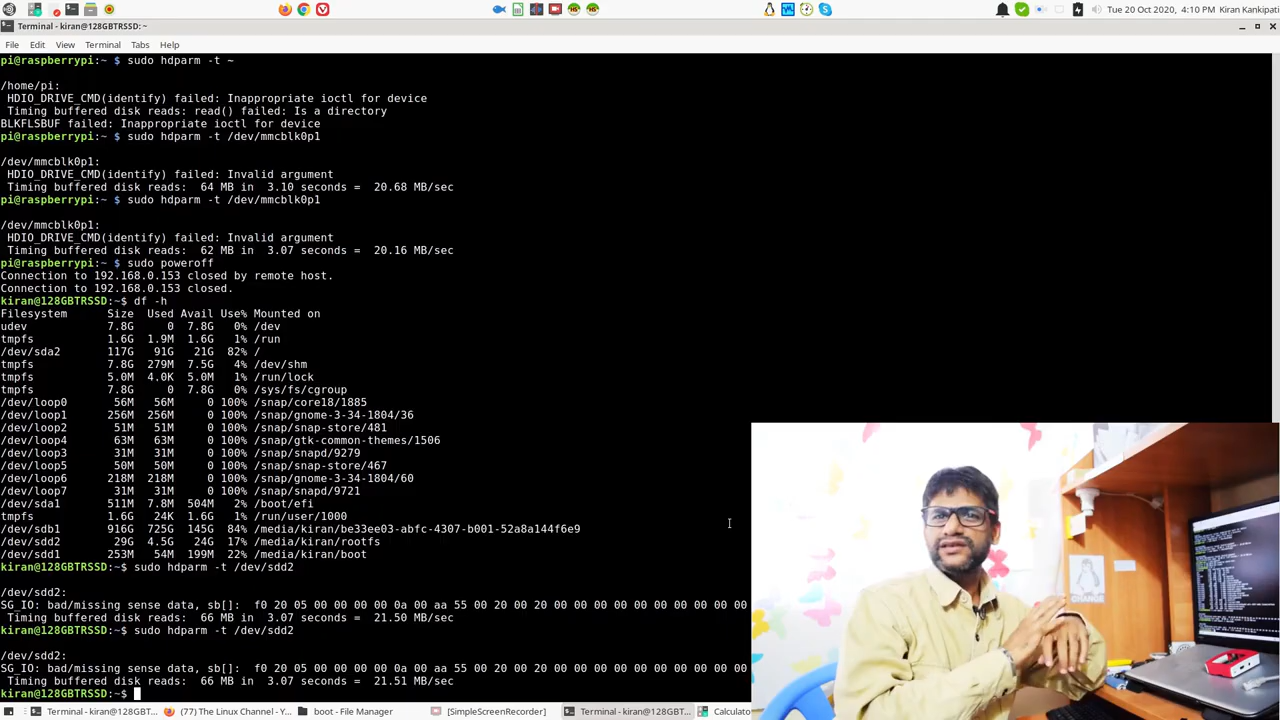 Tue 20 Oct 2020, 4:10 PM Kiran Kankipati
Terminal - kiran@128GBTRSSD: ~
File Edit View Terminal Tabs Help
pi@raspberrypi:~ $ sudo hdparm -t ~
/home/pi:
HDIO_DRIVE_CMD(identify) failed: Inappropriate ioctl for device
Timing buffered disk reads: read() failed: Is a directory
BLKFLSBUF failed: Inappropriate ioctl for device
pi@raspberrypi:~ $ sudo hdparm -t /dev/mmcblk0p1
/dev/mmcblk0p1:
HDIO_DRIVE_CMD(identify) failed: Invalid argument
Timing buffered disk reads: 64 MB in 3.10 seconds = 20.68 MB/sec
pi@raspberrypi:~ $ sudo hdparm -t /dev/mmcblk0p1
/dev/mmcblk0p1:
HDIO_DRIVE_CMD(identify) failed: Invalid argument
Timing buffered disk reads: 62 MB in 3.07 seconds = 20.16 MB/sec
pi@raspberrypi:~ $ sudo poweroff
Connection to 192.168.0.153 closed by remote host.
Connection to 192.168.0.153 closed.
kiran@128GBTRSSD:~$ df -h
Filesystem Size Used Avail Use% Mounted on
udev 7.8G 0 7.8G 0% /dev
tmpfs 1.6G 1.9M 1.6G 1% /run
/dev/sda2 117G 91G 21G 82% /
tmpfs 7.8G 279M 7.5G 4% /dev/shm
tmpfs 5.0M 4.0K 5.0M 1% /run/lock
tmpfs 7.8G 0 7.8G 0% /sys/fs/cgroup
/dev/loop0 56M 56M 0 100% /snap/core18/1885
/dev/loop1 256M 256M 0 100% /snap/gnome-3-34-1804/36
/dev/loop2 51M 51M 0 100% /snap/snap-store/481
/dev/loop4 63M 63M 0 100% /snap/gtk-common-themes/1506
/dev/loop3 31M 31M 0 100% /snap/snapd/9279
/dev/loop5 50M 50M 0 100% /snap/snap-store/467
/dev/loop6 218M 218M 0 100% /snap/gnome-3-34-1804/60
/dev/loop7 31M 31M 0 100% /snap/snapd/9721
/dev/sda1 511M 7.8M 504M 2% /boot/efi
tmpfs 1.6G 24K 1.6G 1% /run/user/1000
/dev/sdb1 916G 725G 145G 84% /media/kiran/be33ee03-abfc-4307-b001-52a8a144f6e9
/dev/sdd2 29G 4.5G 24G 17% /media/kiran/rootfs
/dev/sdd1 253M 54M 199M 22% /media/kiran/boot
kiran@128GBTRSSD:~$ sudo hdparm -t /dev/sdd2
/dev/sdd2:
SG_IO: bad/missing sense data, sb[]: f0 20 05 00 00 00 00 0a 00 aa 55 00 20 00 20 00 00 00 00 00 00 00 00 00 00
Timing buffered disk reads: 66 MB in 3.07 seconds = 21.50 MB/sec
kiran@128GBTRSSD:~$ sudo hdparm -t /dev/sdd2
/dev/sdd2:
SG_IO: bad/missing sense data, sb[]: f0 20 05 00 00 00 00 0a 00 aa 55 00 20 00 20 00 00 00 00 00 00 00 00 00 00
Timing buffered disk reads: 66 MB in 3.07 seconds = 21.51 MB/sec
kiran@128GBTRSSD:~$
CHANGE
Terminal - kiran@128GBTRSSD: ~
(77) The Linux Channel - Y...
boot - File Manager
[SimpleScreenRecorder]
Terminal - kiran@128GBTRSS...
Calculato